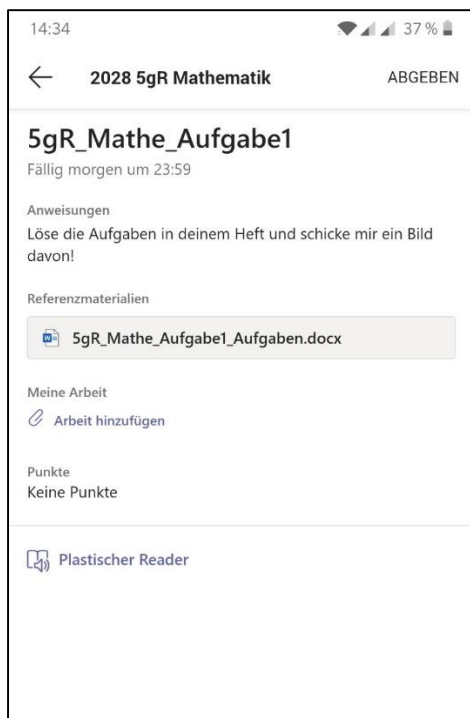 14:34
37 %
2028 5gR Mathematik
ABGEBEN
5gR_Mathe_Aufgabe1
Fällig morgen um 23:59
Anweisungen
Löse die Aufgaben in deinem Heft und schicke mir ein Bild
davon!
Referenzmaterialien
5gR_Mathe_Aufgabe1_Aufgaben.docx
Meine Arbeit
Arbeit hinzufügen
Punkte
Keine Punkte
Plastischer Reader